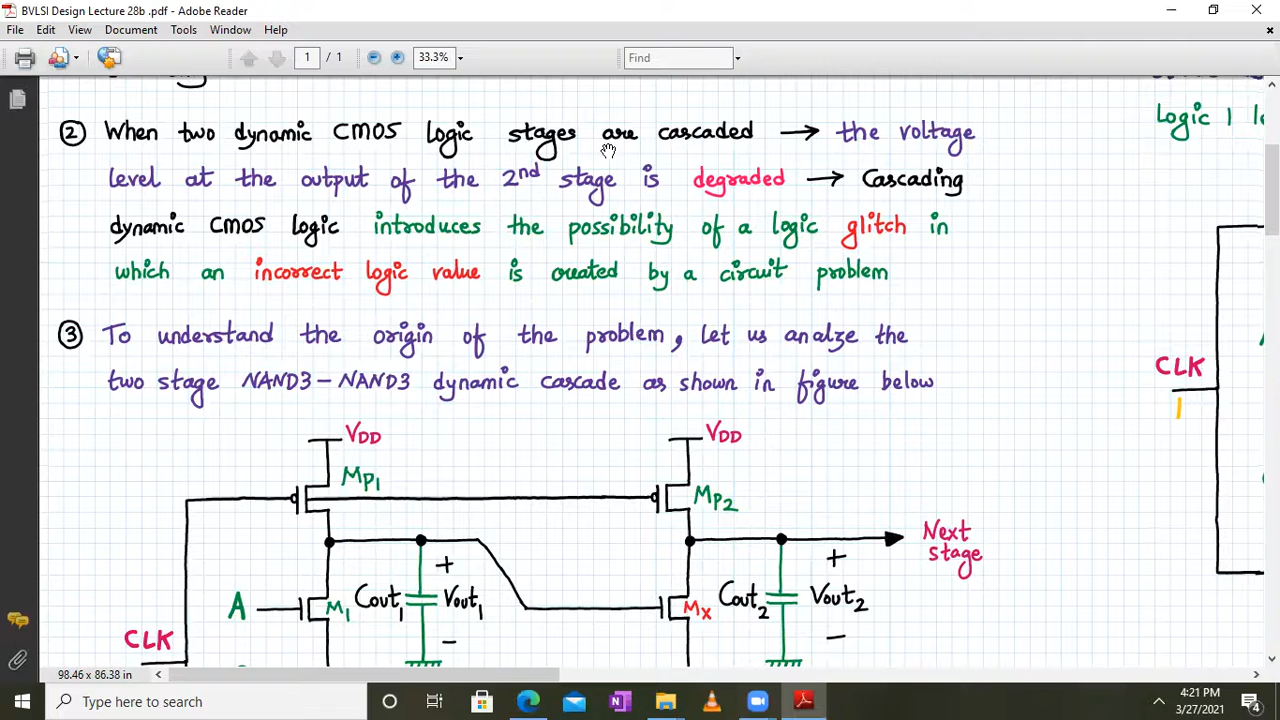 BVLSI Design Lecture 28b .pdf - Adobe Reader
File Edit View Document Tools Window Help
1 / 1 33.3% Find
② When two dynamic CMOS logic stages are cascaded → the voltage
level at the output of the 2nd stage is degraded → Cascading
dynamic CMOS logic introduces the possibility of a logic glitch in
which an incorrect logic value is created by a circuit problem
③ To understand the origin of the problem, let us analze the
two stage NAND3-NAND3 dynamic cascade as shown in figure below
logic 1
CLK
1
VDD VDD
MP1 MP2
Next
stage
+ +
A M1 Cout1 Vout1 MX Cout2 Vout2
- -
CLK
98.46 x 86.38 in
Type here to search
4:21 PM
3/27/2021
4